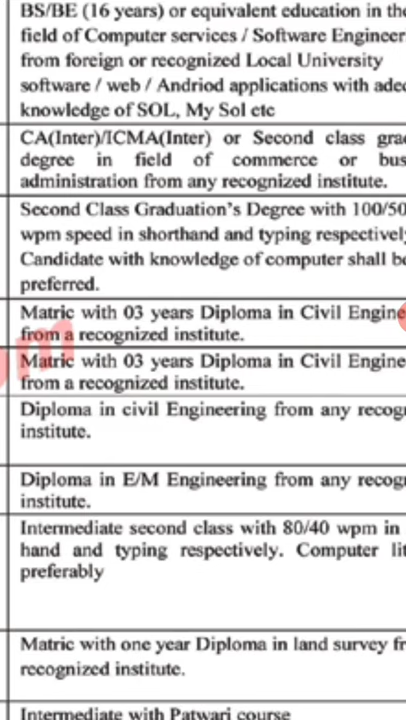 BS/BE (16 years) or equivalent education in the
field of Computer services / Software Engineer
from foreign or recognized Local University
software / web / Andriod applications with adec
knowledge of SOL, My Sol etc
CA(Inter)/ICMA(Inter) or Second class grad
degree in field of commerce or bus
administration from any recognized institute.
Second Class Graduation's Degree with 100/50
wpm speed in shorthand and typing respectively
Candidate with knowledge of computer shall be
preferred.
Matric with 03 years Diploma in Civil Engine
from a recognized institute.
Matric with 03 years Diploma in Civil Engine
from a recognized institute.
om
Diploma in civil Engineering from any recogn
institute.
Diploma in E/M Engineering from any recogn
institute.
Intermediate second class with 80/40 wpm in
hand and typing respectively. Computer lit
preferably
Matric with one year Diploma in land survey fr
recognized institute.
Intermediate with Patwari course